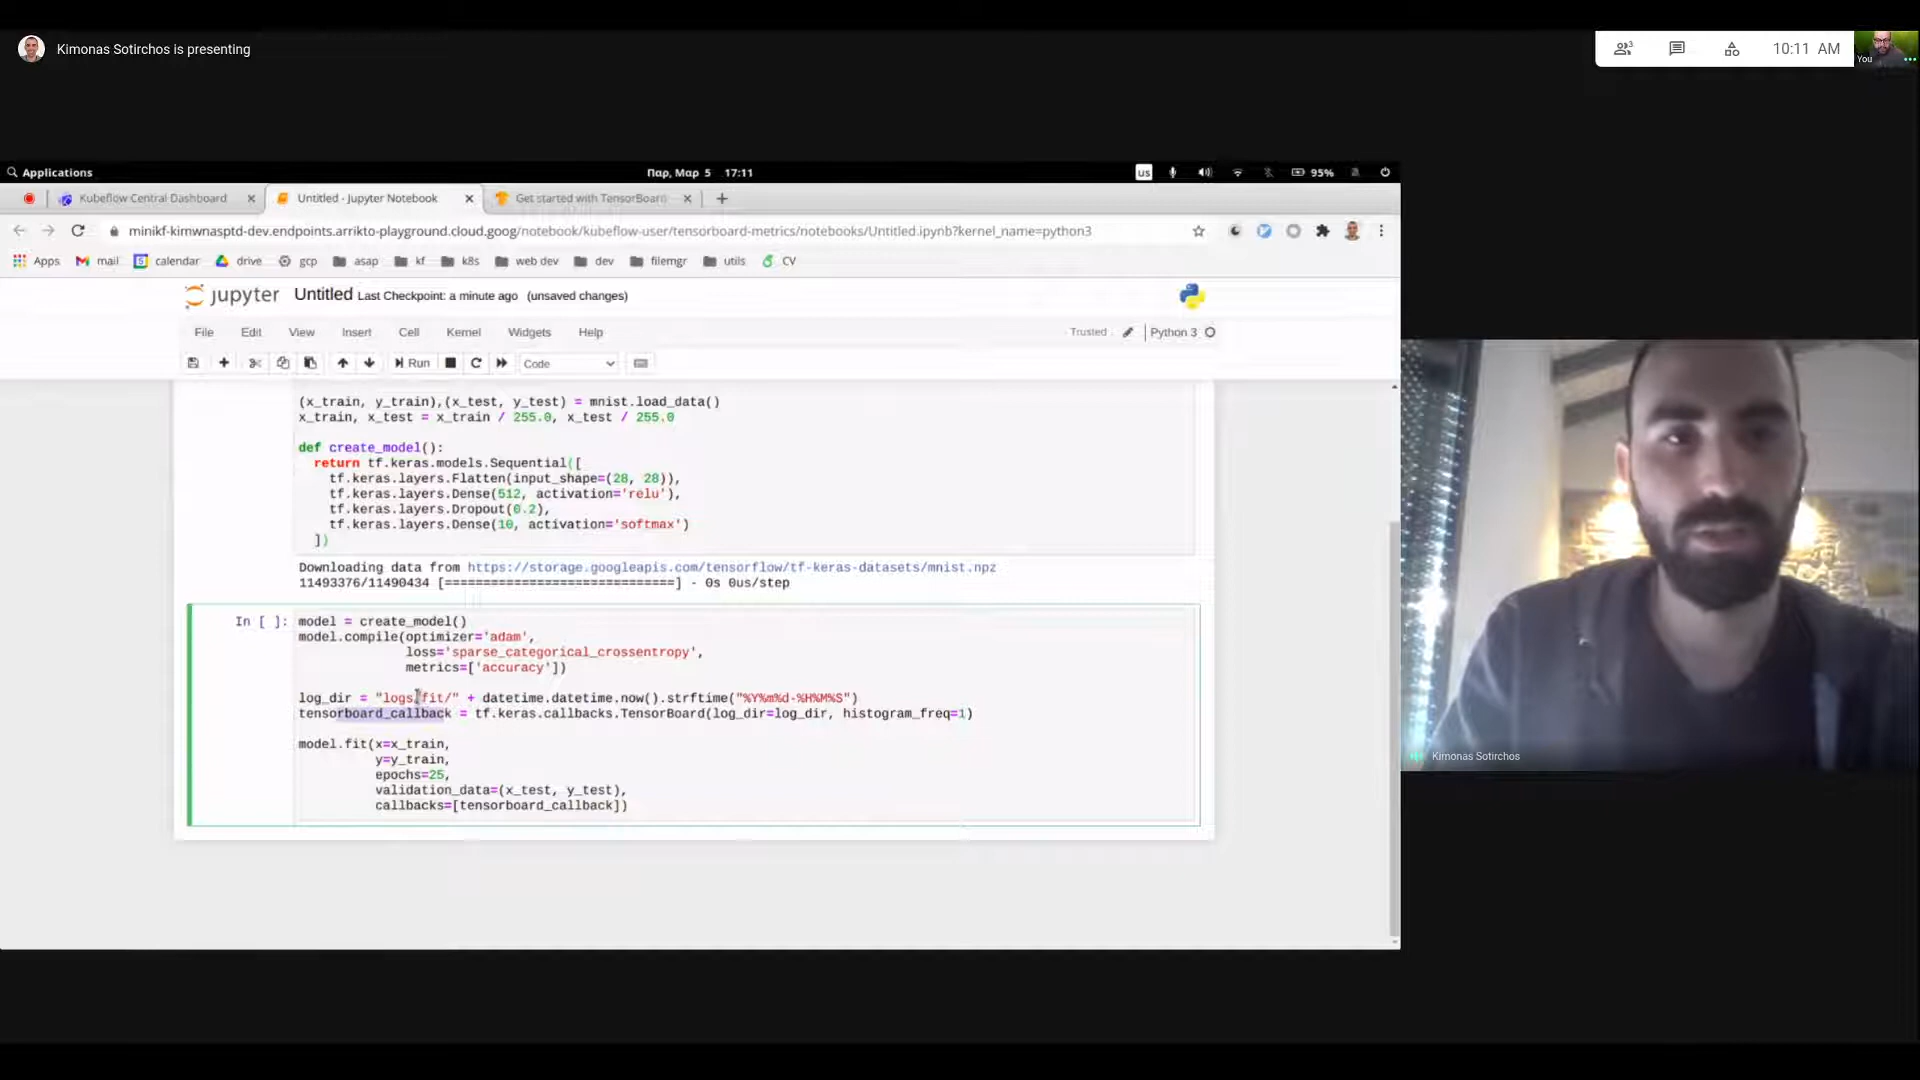 Kimonas Sotirchos is presenting
3
10:11 AM
You
Applications
Παρ, Μαρ 5 17:11
us
95%
Kubeflow Central Dashboard
Untitled - Jupyter Notebook
Get started with TensorBoard
minikf-kimwnasptd-dev.endpoints.arrikto-playground.cloud.goog/notebook/kubeflow-user/tensorboard-metrics/notebooks/Untitled.ipynb?kernel_name=python3
Apps mail calendar drive gcp asap kf k8s web dev dev filemgr utils CV
jupyter Untitled Last Checkpoint: a minute ago (unsaved changes)
File Edit View Insert Cell Kernel Widgets Help
Trusted Python 3
Run Code
(x_train, y_train),(x_test, y_test) = mnist.load_data()
x_train, x_test = x_train / 255.0, x_test / 255.0
def create_model():
return tf.keras.models.Sequential([
tf.keras.layers.Flatten(input_shape=(28, 28)),
tf.keras.layers.Dense(512, activation='relu'),
tf.keras.layers.Dropout(0.2),
tf.keras.layers.Dense(10, activation='softmax')
])
Downloading data from https://storage.googleapis.com/tensorflow/tf-keras-datasets/mnist.npz
11493376/11490434 [==============================] - 0s 0us/step
In [ ]: model = create_model()
model.compile(optimizer='adam',
loss='sparse_categorical_crossentropy',
metrics=['accuracy'])
log_dir = "logs/fit/" + datetime.datetime.now().strftime("%Y%m%d-%H%M%S")
tensorboard_callback = tf.keras.callbacks.TensorBoard(log_dir=log_dir, histogram_freq=1)
model.fit(x=x_train,
y=y_train,
epochs=25,
validation_data=(x_test, y_test),
callbacks=[tensorboard_callback])
Kimonas Sotirchos